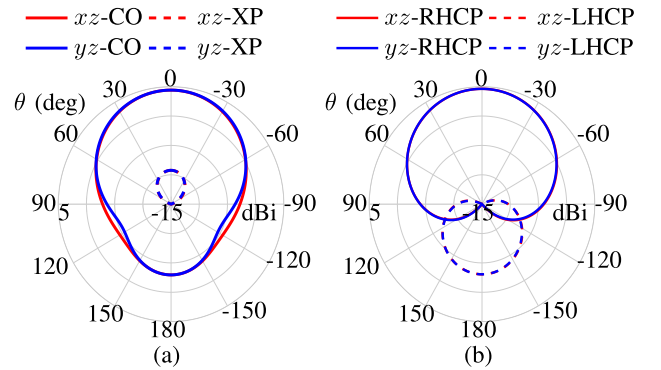 xz-CO xz-XP xz-RHCP xz-LHCP
yz-CO yz-XP yz-RHCP yz-LHCP
0 0
30 -30 30 -30
θ (deg) θ (deg)
60 -60 60 -60
90 5 -15 dBi -90 90 5 -15 dBi -90
120 -120 120 -120
150 -150 150 -150
180 180
(a) (b)